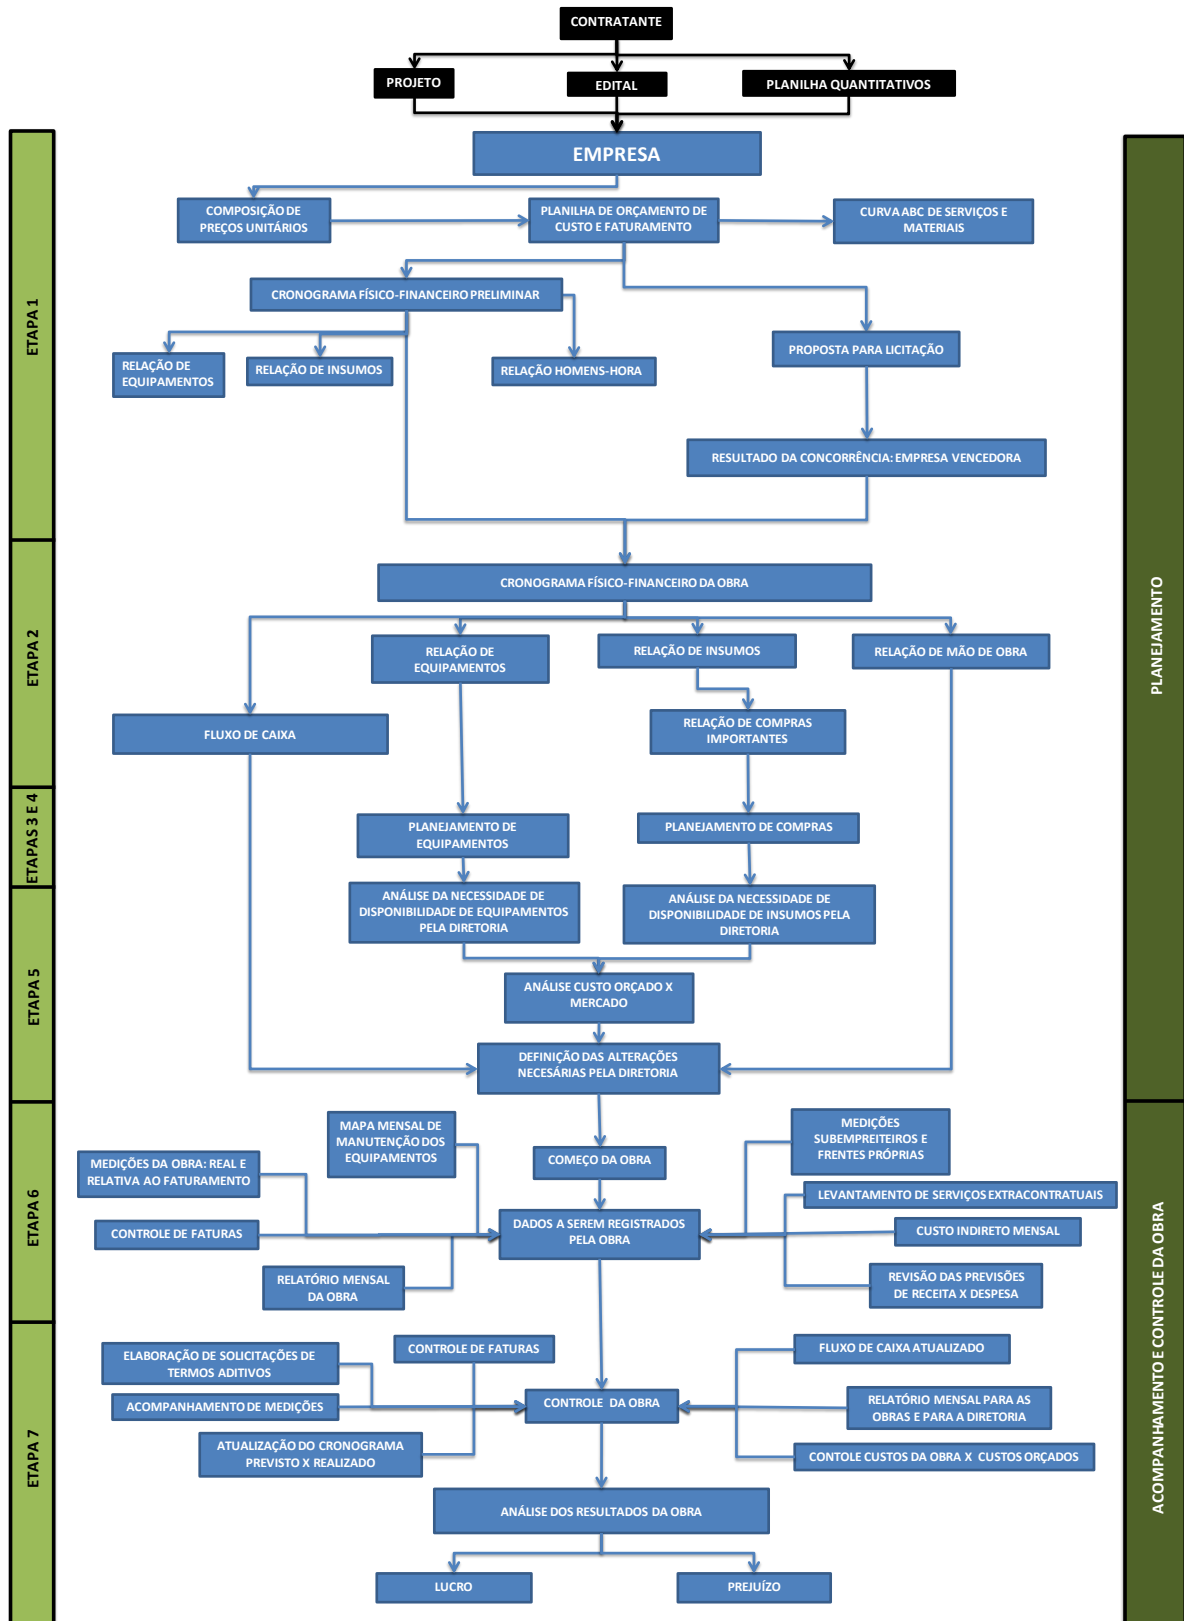 CONTRATANTE
PROJETO
EDITAL
PLANILHA QUANTITATIVOS
EMPRESA
COMPOSIÇÃO DE
PREÇOS UNITÁRIOS
PLANILHA DE ORÇAMENTO DE
CUSTO E FATURAMENTO
CURVA ABC DE SERVIÇOS E
MATERIAIS
CRONOGRAMA FÍSICO-FINANCEIRO PRELIMINAR
ETAPA 1
RELAÇÃO DE
EQUIPAMENTOS
RELAÇÃO DE INSUMOS
RELAÇÃO HOMENS-HORA
PROPOSTA PARA LICITAÇÃO
RESULTADO DA CONCORRÊNCIA: EMPRESA VENCEDORA
CRONOGRAMA FÍSICO-FINANCEIRO DA OBRA
PLANEJAMENTO
ETAPA 2
RELAÇÃO DE
EQUIPAMENTOS
RELAÇÃO DE INSUMOS
RELAÇÃO DE MÃO DE OBRA
FLUXO DE CAIXA
RELAÇÃO DE COMPRAS
IMPORTANTES
ETAPAS 3 E 4
PLANEJAMENTO DE
EQUIPAMENTOS
PLANEJAMENTO DE COMPRAS
ANÁLISE DA NECESSIDADE DE
DISPONIBILIDADE DE EQUIPAMENTOS
PELA DIRETORIA
ANÁLISE DA NECESSIDADE DE
DISPONIBILIDADE DE INSUMOS PELA
DIRETORIA
ETAPA 5
ANÁLISE CUSTO ORÇADO X
MERCADO
DEFINIÇÃO DAS ALTERAÇÕES
NECESÁRIAS PELA DIRETORIA
MAPA MENSAL DE
MANUTENÇÃO DOS
EQUIPAMENTOS
MEDIÇÕES
SUBEMPREITEIROS E
FRENTES PRÓPRIAS
MEDIÇÕES DA OBRA: REAL E
RELATIVA AO FATURAMENTO
COMEÇO DA OBRA
LEVANTAMENTO DE SERVIÇOS EXTRACONTRATUAIS
ETAPA 6
CONTROLE DE FATURAS
DADOS A SEREM REGISTRADOS
PELA OBRA
CUSTO INDIRETO MENSAL
RELATÓRIO MENSAL
DA OBRA
REVISÃO DAS PREVISÕES
DE RECEITA X DESPESA
ACOMPANHAMENTO E CONTROLE DA OBRA
ELABORAÇÃO DE SOLICITAÇÕES DE
TERMOS ADITIVOS
CONTROLE DE FATURAS
FLUXO DE CAIXA ATUALIZADO
ACOMPANHAMENTO DE MEDIÇÕES
CONTROLE DA OBRA
RELATÓRIO MENSAL PARA AS
OBRAS E PARA A DIRETORIA
ETAPA 7
ATUALIZAÇÃO DO CRONOGRAMA
PREVISTO X REALIZADO
CONTOLE CUSTOS DA OBRA X CUSTOS ORÇADOS
ANÁLISE DOS RESULTADOS DA OBRA
LUCRO
PREJUÍZO